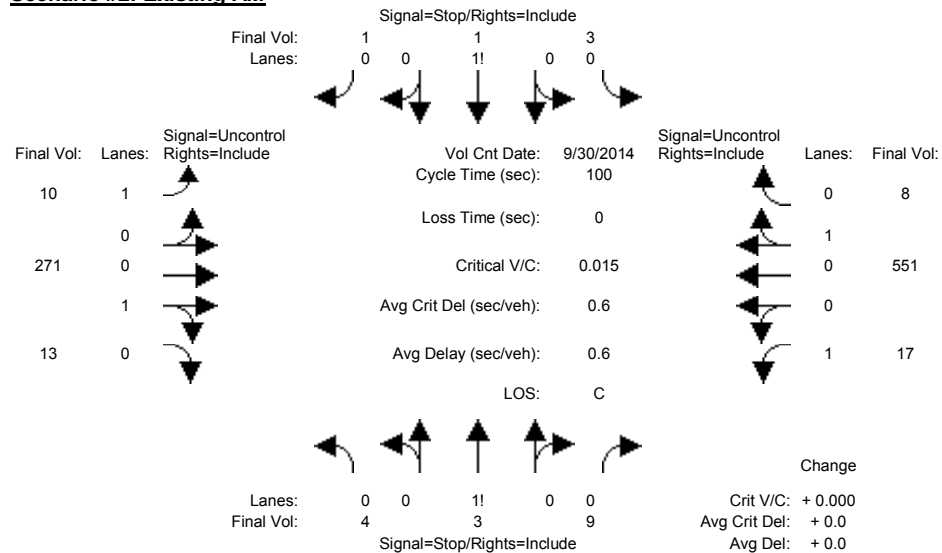 Scenario #2: Existing AM
Signal=Stop/Rights=Include
Final Vol: 1 1 3
Lanes: 0 0 1! 0 0
Signal=Uncontrol Signal=Uncontrol
Final Vol: Lanes: Rights=Include Vol Cnt Date: 9/30/2014 Rights=Include Lanes: Final Vol:
Cycle Time (sec): 100
10 1 0 8
Loss Time (sec): 0
0 1
271 0 Critical V/C: 0.015 0 551
1 Avg Crit Del (sec/veh): 0.6 0
13 0 Avg Delay (sec/veh): 0.6 1 17
LOS: C
Change
Lanes: 0 0 1! 0 0 Crit V/C: + 0.000
Final Vol: 4 3 9 Avg Crit Del: + 0.0
Signal=Stop/Rights=Include Avg Del: + 0.0